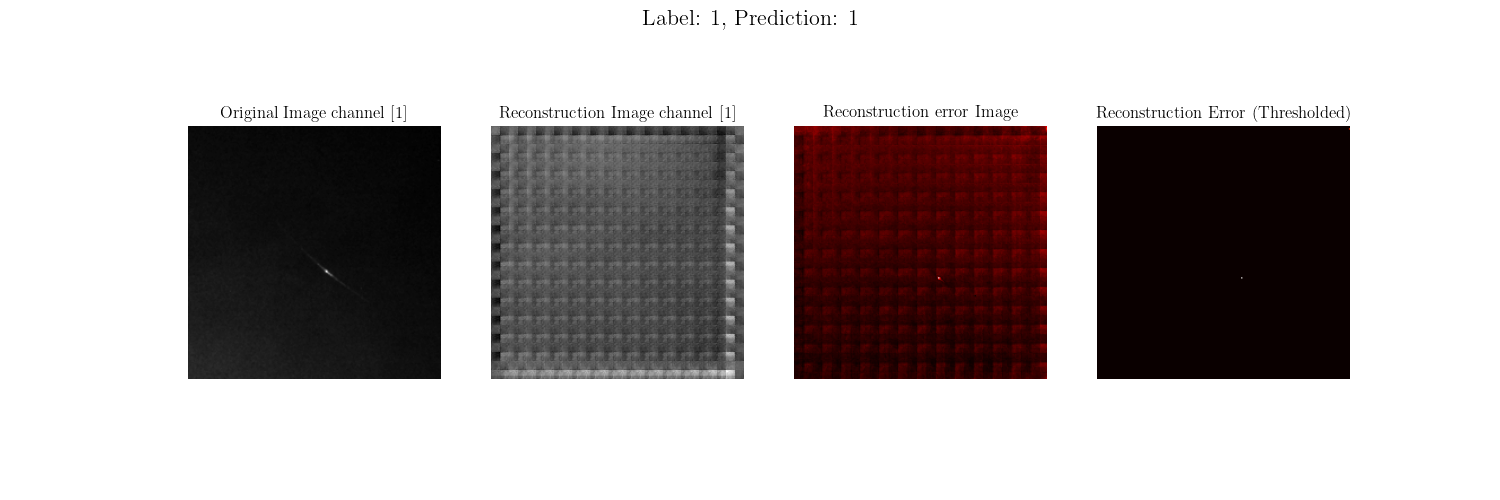 Label: 1, Prediction: 1
Original Image channel [1]
Reconstruction Image channel [1]
Reconstruction error Image
Reconstruction Error (Thresholded)